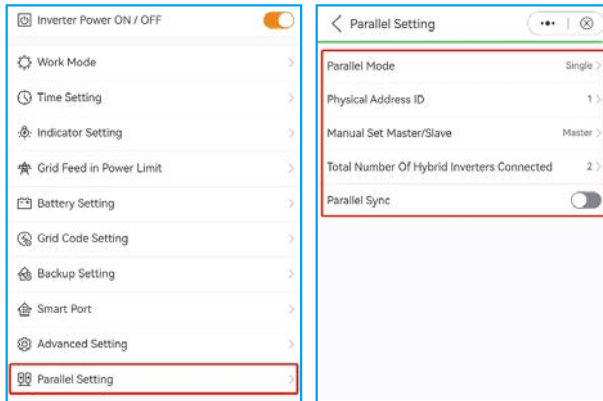 Inverter Power ON / OFF
Work Mode
Time Setting
Indicator Setting
Grid Feed in Power Limit
Battery Setting
Grid Code Setting
Backup Setting
Smart Port
Advanced Setting
Parallel Setting
Parallel Setting
Parallel Mode Single
Physical Address ID 1
Manual Set Master/Slave Master
Total Number Of Hybrid Inverters Connected 2
Parallel Sync